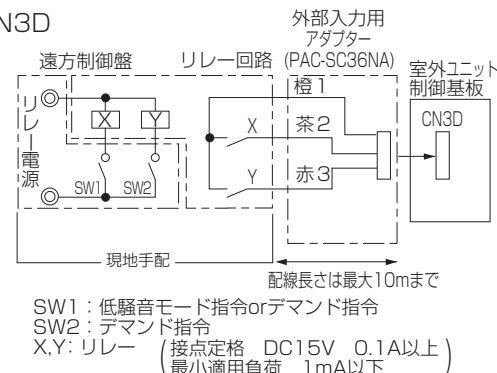 CN3D
外部入力用
アダプター
(PAC-SC36NA)
遠方制御盤
リレー回路
室外ユニット
制御基板
リレー電源
X
Y
SW1
SW2
X
Y
橙1
茶2
赤3
CN3D
現地手配
配線長さは最大10mまで
SW1：低騒音モード指令orデマンド指令
SW2：デマンド指令
X,Y：リレー (接点定格 DC15V 0.1A以上
最小適用負荷 1mA以下)